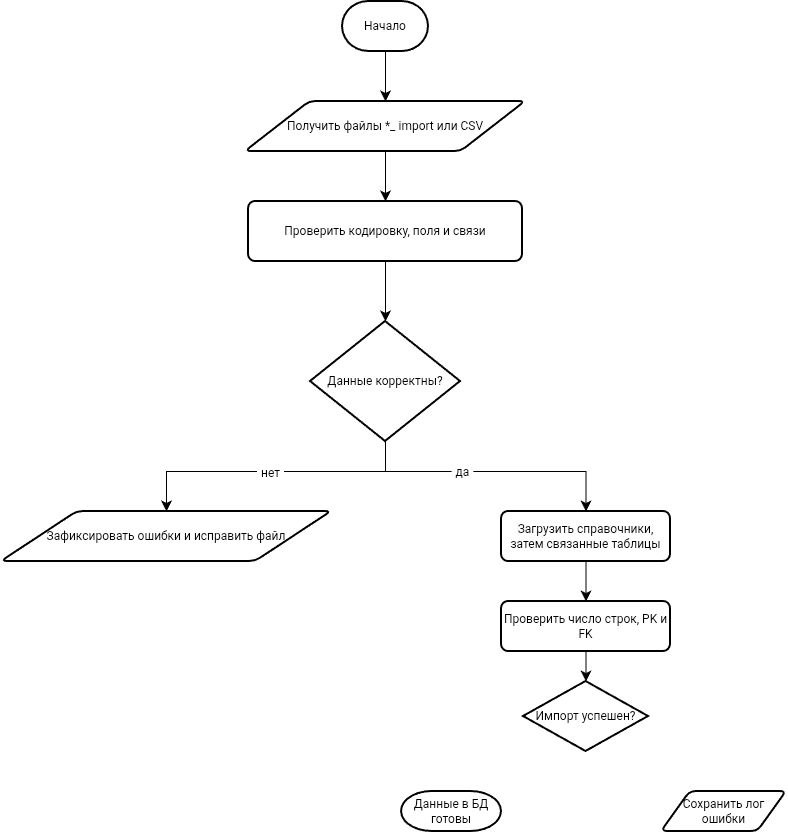 Начало
Получить файлы *_ import или CSV
Проверить кодировку, поля и связи
Данные корректны?
нет
да
Зафиксировать ошибки и исправить файл
Загрузить справочники,
затем связанные таблицы
Проверить число строк, PK и
FK
Импорт успешен?
Данные в БД
готовы
Сохранить лог
ошибки